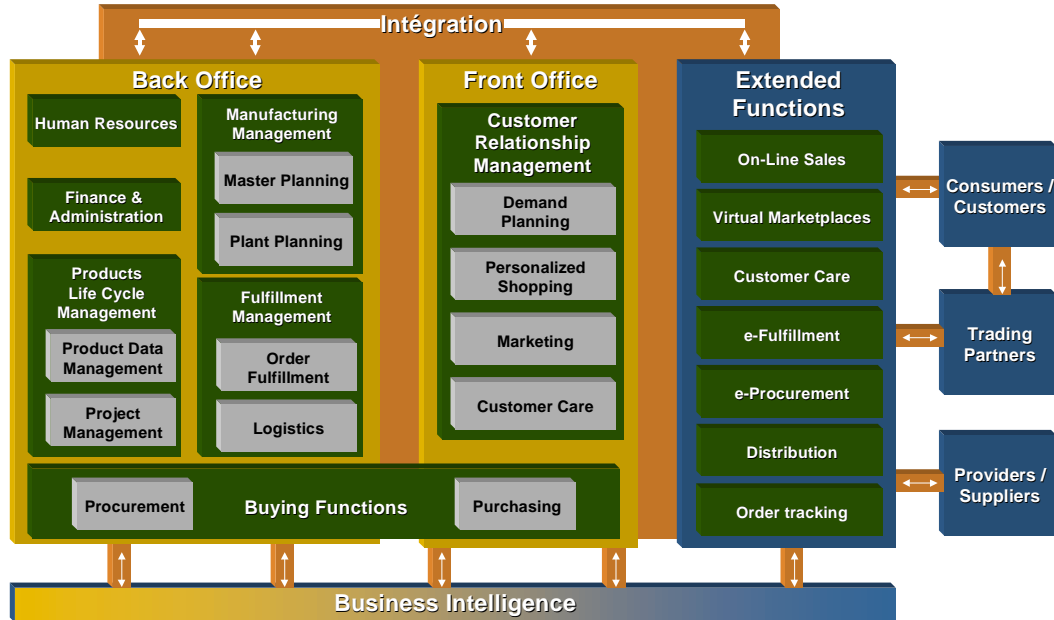 Intégration
Back Office
Human Resources
Finance &
Administration
Products
Life Cycle
Management
Product Data
Management
Project
Management
Manufacturing
Management
Master Planning
Plant Planning
Fulfillment
Management
Order
Fulfillment
Logistics
Front Office
Customer
Relationship
Management
Demand
Planning
Personalized
Shopping
Marketing
Customer Care
Procurement
Buying Functions
Purchasing
Extended
Functions
On-Line Sales
Virtual Marketplaces
Customer Care
e-Fulfillment
e-Procurement
Distribution
Order tracking
Consumers /
Customers
Trading
Partners
Providers /
Suppliers
Business Intelligence